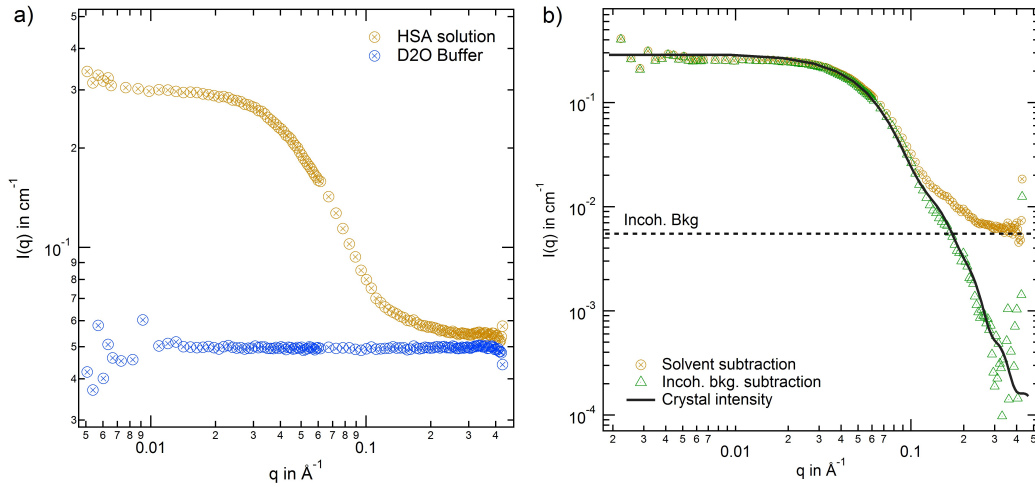 a)
HSA solution
D2O Buffer
I(q) in cm⁻¹
5
4
3
2
10⁻¹
9
8
7
6
5
4
3
5 6 7 8 9 2 3 4 5 6 7 8 9 2 3 4
0.01 0.1
q in Å⁻¹
b)
I(q) in cm⁻¹
10⁻¹
10⁻²
10⁻³
10⁻⁴
Incoh. Bkg
Solvent subtraction
Incoh. bkg. subtraction
Crystal intensity
2 3 4 5 6 7 2 3 4 5 6 7 2 3 4 5
0.01 0.1
q in Å⁻¹